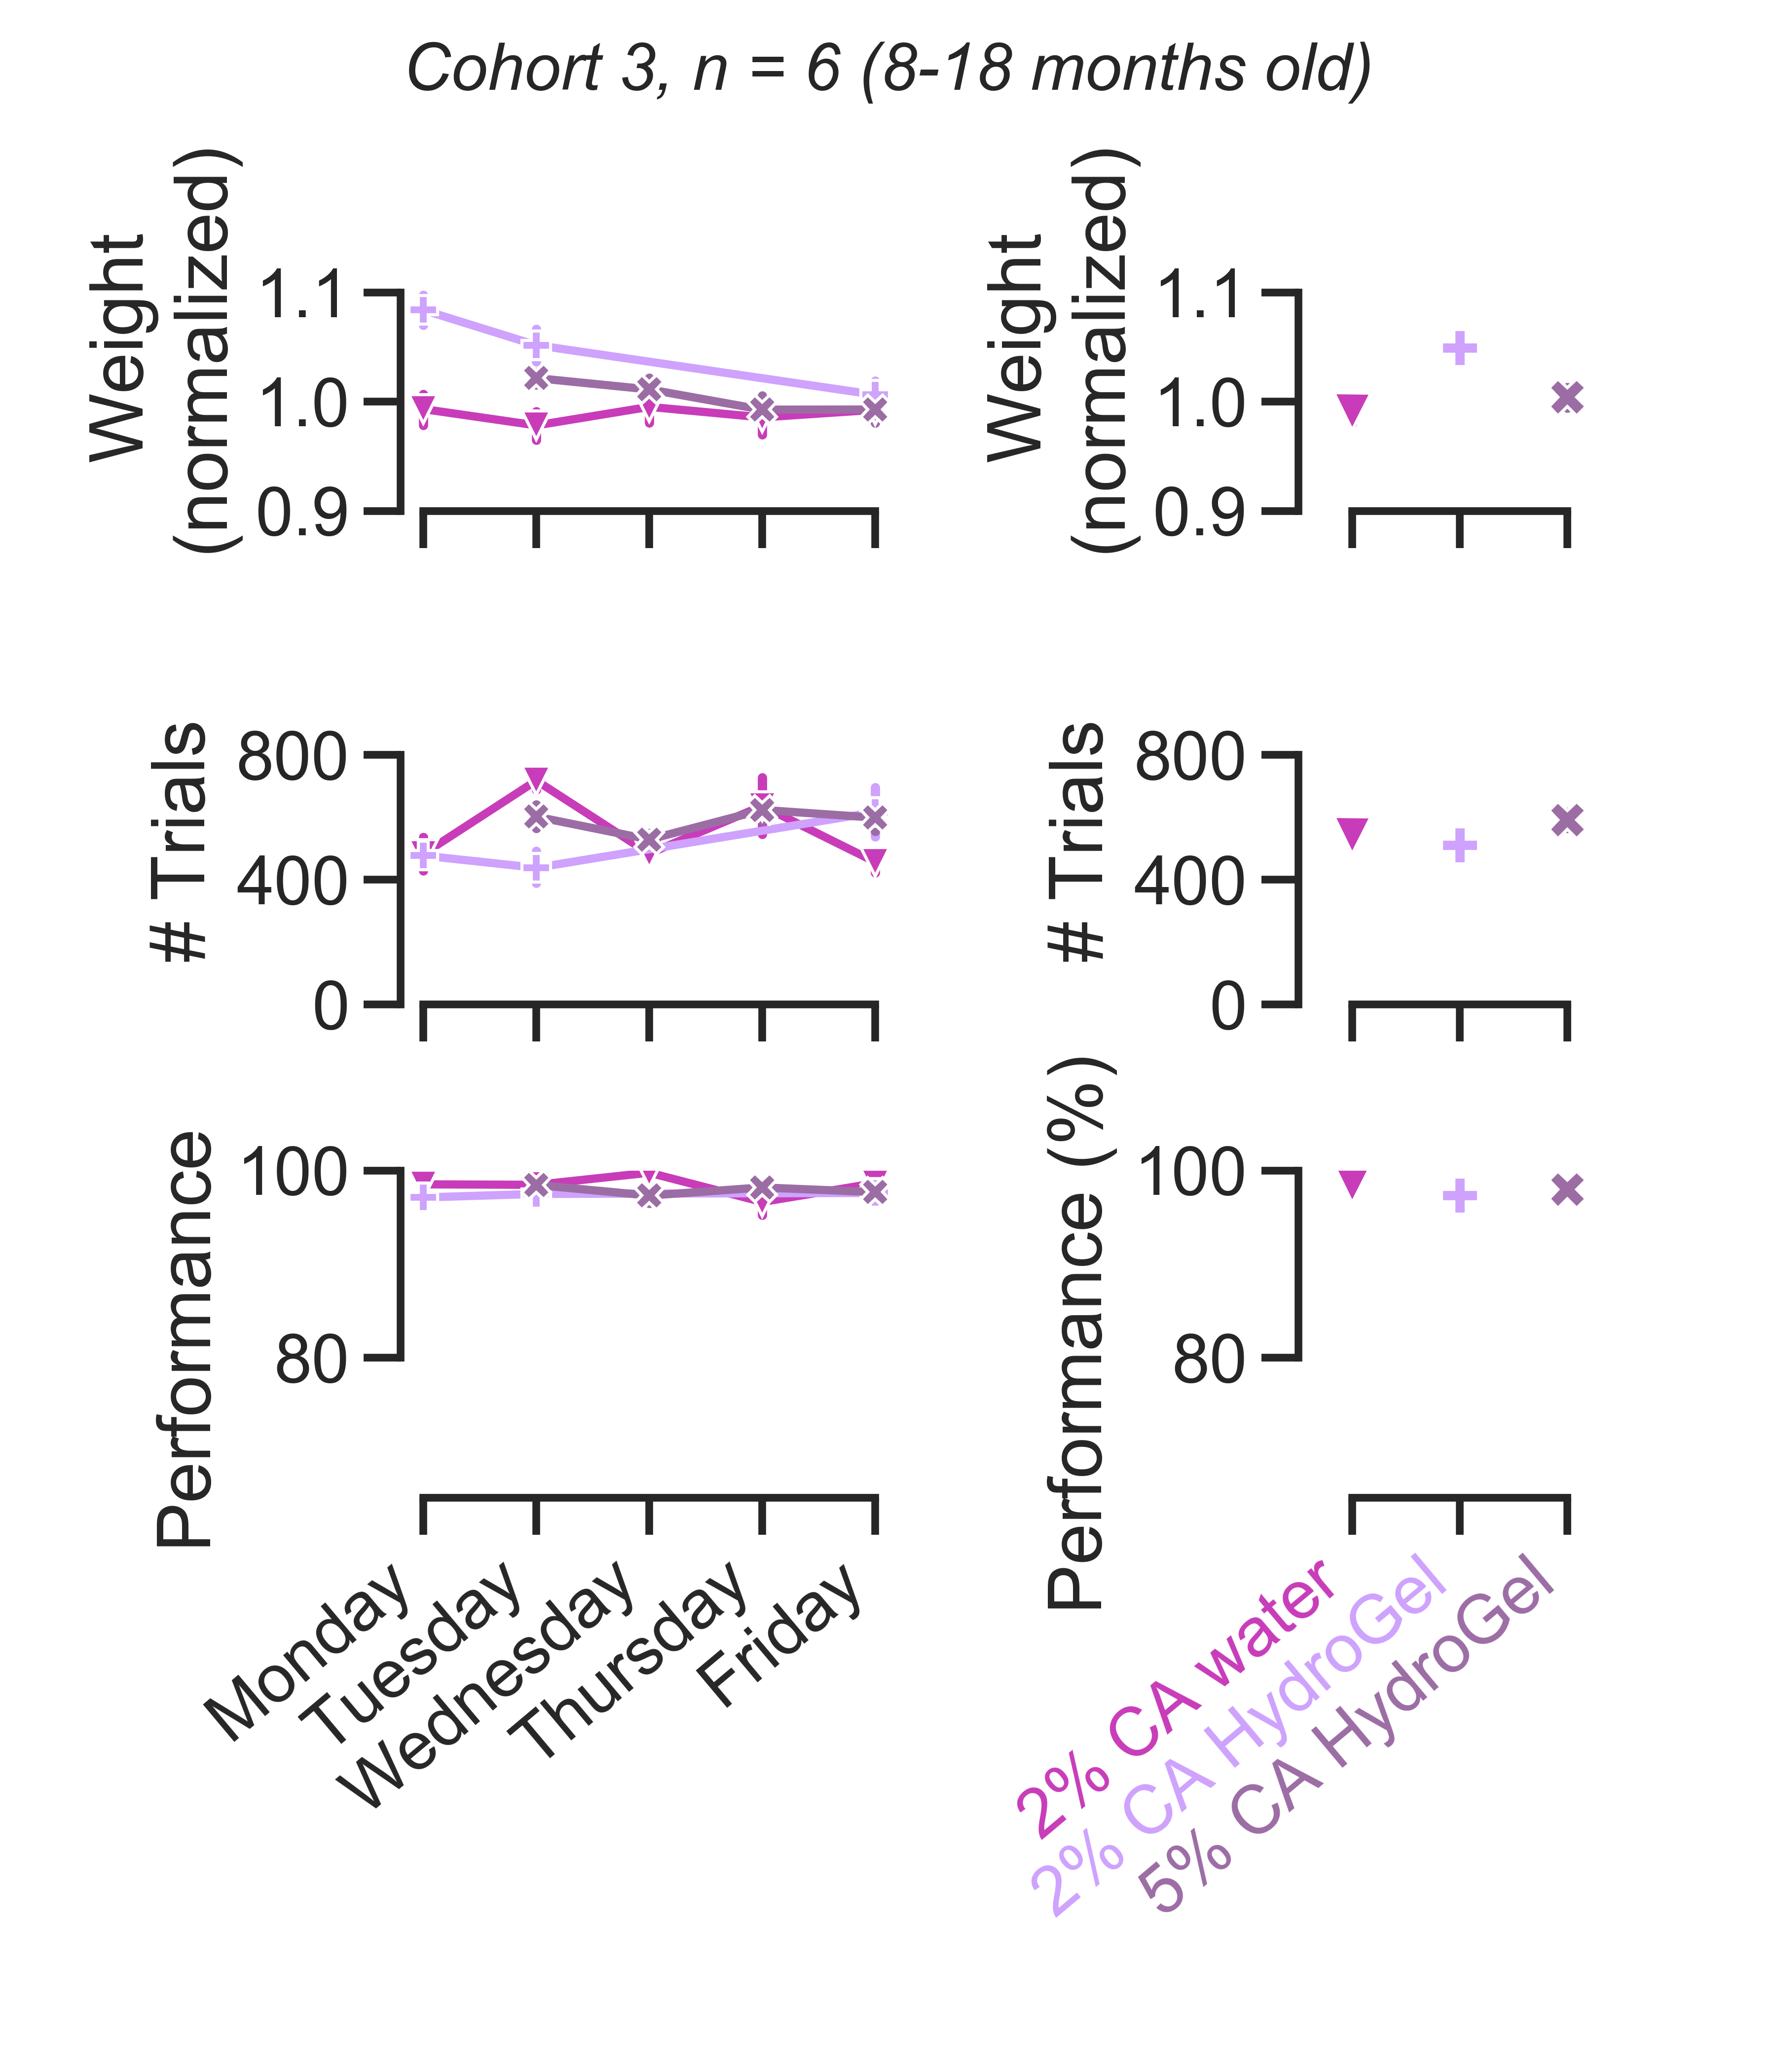 Cohort 3, n = 6 (8-18 months old)
Weight
(normalized)
1.1
1.0
0.9
Weight
(normalized)
1.1
1.0
0.9
# Trials
800
400
0
# Trials
800
400
0
Performance
100
80
Performance (%)
100
80
Monday
Tuesday
Wednesday
Thursday
Friday
2% CA water
2% CA HydroGel
5% CA HydroGel